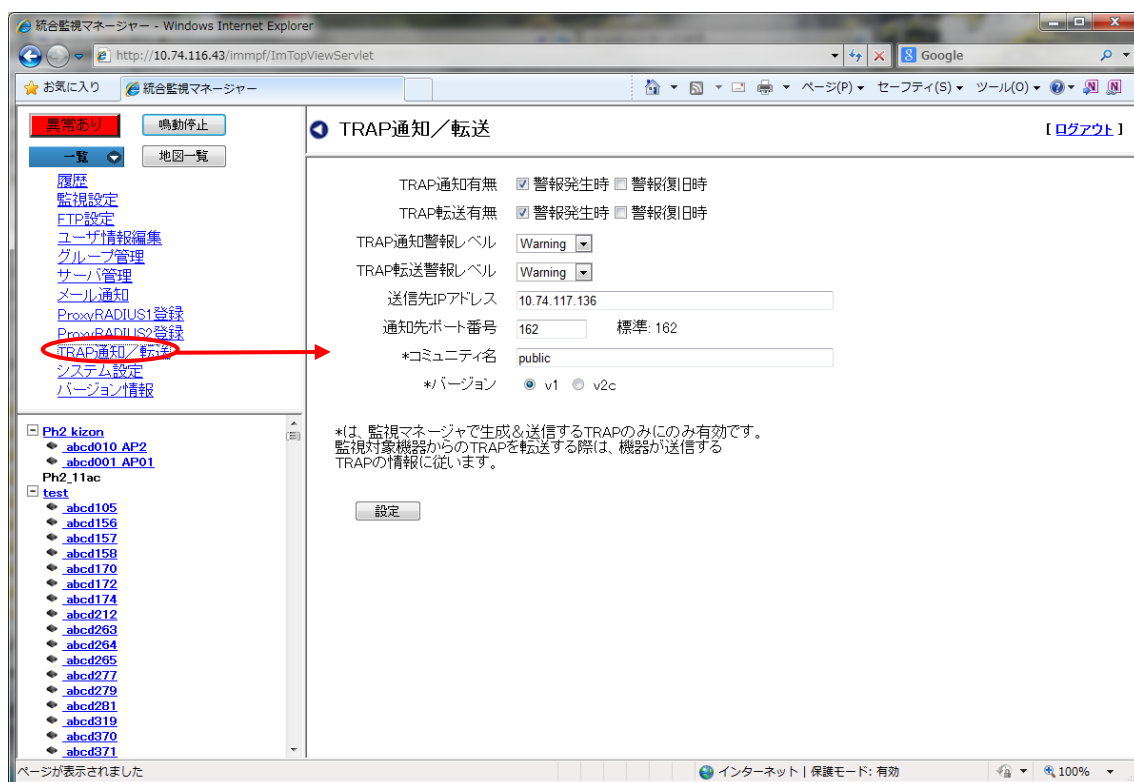 統合監視マネージャー - Windows Internet Explorer
http://10.74.116.43/immpf/ImTopViewServlet
Google
お気に入り
統合監視マネージャー
ページ(P)
セーフティ(S)
ツール(O)
異常あり
鳴動停止
一覧
地図一覧
履歴
監視設定
FTP設定
ユーザ情報編集
グループ管理
サーバ管理
メール通知
ProxyRADIUS1登録
ProxyRADIUS2登録
TRAP通知／転送
システム設定
バージョン情報
Ph2 kizon
abcd010 AP2
abcd001 AP01
Ph2_11ac
test
abcd105
abcd156
abcd157
abcd158
abcd170
abcd172
abcd174
abcd212
abcd263
abcd264
abcd265
abcd277
abcd279
abcd281
abcd319
abcd370
abcd371
TRAP通知／転送
[ ログアウト ]
TRAP通知有無 警報発生時 警報復旧時
TRAP転送有無 警報発生時 警報復旧時
TRAP通知警報レベル Warning
TRAP転送警報レベル Warning
送信先IPアドレス 10.74.117.136
通知先ポート番号 162 標準: 162
*コミュニティ名 public
*バージョン v1 v2c
*は、監視マネージャで生成&送信するTRAPのみにのみ有効です。
監視対象機器からのTRAPを転送する際は、機器が送信する
TRAPの情報に従います。
設定
ページが表示されました
インターネット | 保護モード: 有効
100%